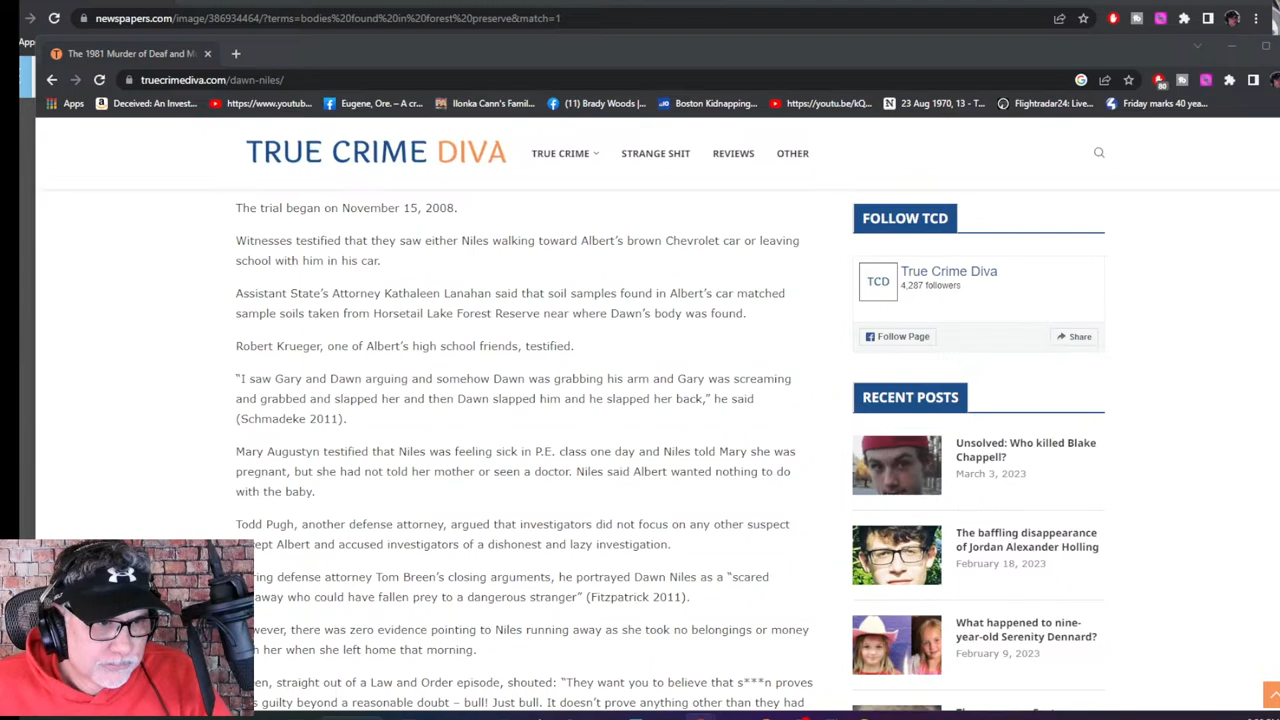 newspapers.com/image/386934464/?terms=bodies%20found%20in%20forest%20preserve&match=1
The 1981 Murder of Deaf and M
truecrimediva.com/dawn-niles/
80
Apps
Deceived: An Invest...
https://www.youtub...
Eugene, Ore. – A cr...
Ilonka Cann's Famil...
(11) Brady Woods |...
Boston Kidnapping...
https://youtu.be/kQ...
23 Aug 1970, 13 - T...
Flightradar24: Live...
Friday marks 40 yea...
TRUE CRIME DIVA
TRUE CRIME
STRANGE SHIT
REVIEWS
OTHER
The trial began on November 15, 2008.
Witnesses testified that they saw either Niles walking toward Albert's brown Chevrolet car or leaving
school with him in his car.
Assistant State's Attorney Kathaleen Lanahan said that soil samples found in Albert's car matched
sample soils taken from Horsetail Lake Forest Reserve near where Dawn's body was found.
Robert Krueger, one of Albert's high school friends, testified.
"I saw Gary and Dawn arguing and somehow Dawn was grabbing his arm and Gary was screaming
and grabbed and slapped her and then Dawn slapped him and he slapped her back," he said
(Schmadeke 2011).
Mary Augustyn testified that Niles was feeling sick in P.E. class one day and Niles told Mary she was
pregnant, but she had not told her mother or seen a doctor. Niles said Albert wanted nothing to do
with the baby.
Todd Pugh, another defense attorney, argued that investigators did not focus on any other suspect
ept Albert and accused investigators of a dishonest and lazy investigation.
ring defense attorney Tom Breen's closing arguments, he portrayed Dawn Niles as a "scared
away who could have fallen prey to a dangerous stranger" (Fitzpatrick 2011).
wever, there was zero evidence pointing to Niles running away as she took no belongings or money
h her when she left home that morning.
en, straight out of a Law and Order episode, shouted: "They want you to believe that s***n proves
s guilty beyond a reasonable doubt – bull! Just bull. It doesn't prove anything other than they had
FOLLOW TCD
TCD
True Crime Diva
4,287 followers
Follow Page
Share
RECENT POSTS
Unsolved: Who killed Blake
Chappell?
March 3, 2023
The baffling disappearance
of Jordan Alexander Holling
February 18, 2023
What happened to nine-
year-old Serenity Dennard?
February 9, 2023